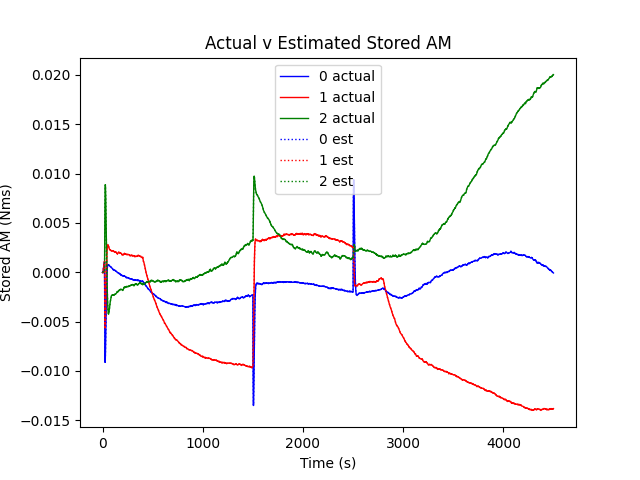 Actual v Estimated Stored AM
0 actual
1 actual
2 actual
0 est
1 est
2 est
0.020
0.015
0.010
0.005
0.000
−0.005
−0.010
−0.015
Stored AM (Nms)
0
1000
2000
3000
4000
Time (s)